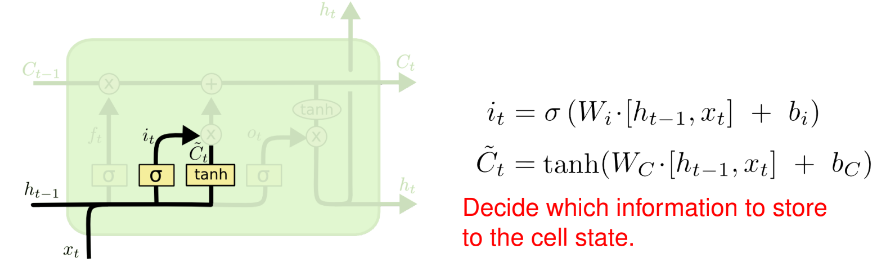 h_t
C_{t-1}
C_t
x
+
tanh
f_t
i_t
o_t
x
x
C̃_t
σ
σ
tanh
σ
h_{t-1}
h_t
x_t
i_t = σ (W_i·[h_{t-1}, x_t] + b_i)
C̃_t = tanh(W_C·[h_{t-1}, x_t] + b_C)
Decide which information to store
to the cell state.